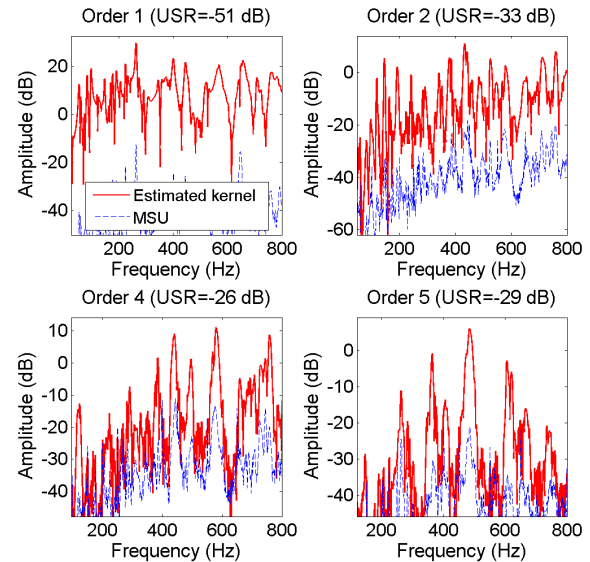 Order 1 (USR=-51 dB)
Order 2 (USR=-33 dB)
Amplitude (dB)
20
0
-20
-40
Estimated kernel
MSU
200 400 600 800
Frequency (Hz)
Amplitude (dB)
0
-20
-40
-60
200 400 600 800
Frequency (Hz)
Order 4 (USR=-26 dB)
Order 5 (USR=-29 dB)
Amplitude (dB)
10
0
-10
-20
-30
-40
200 400 600 800
Frequency (Hz)
Amplitude (dB)
0
-10
-20
-30
-40
200 400 600 800
Frequency (Hz)